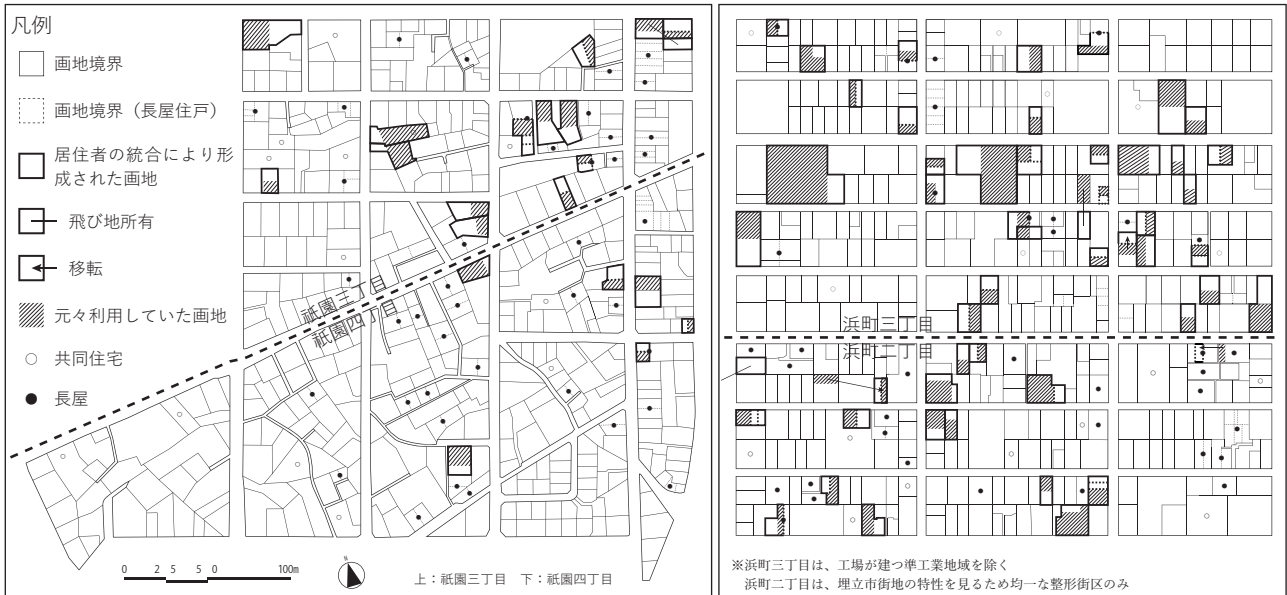 凡例
画地境界
画地境界（長屋住戸）
居住者の統合により形
成された画地
飛び地所有
移転
元々利用していた画地
共同住宅
長屋
祇園三丁目
祇園四丁目
0 25 50 100m
N
上：祇園三丁目 下：祇園四丁目
浜町三丁目
浜町二丁目
※浜町三丁目は、工場が建つ準工業地域を除く
浜町二丁目は、埋立市街地の特性を見るため均一な整形街区のみ